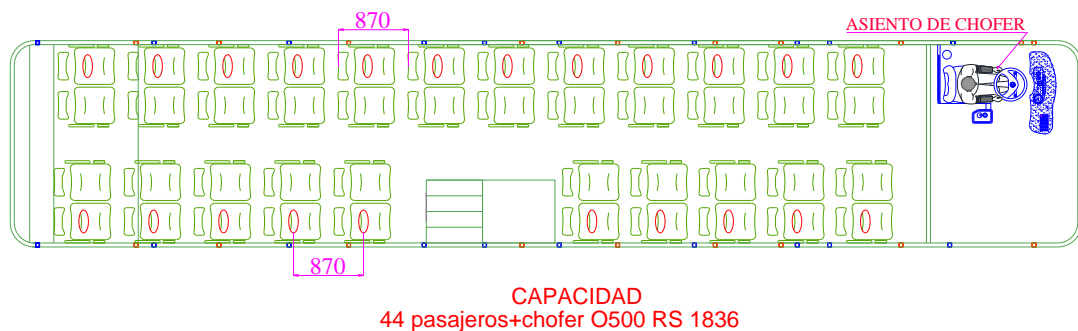 870
ASIENTO DE CHOFER
870
CAPACIDAD
44 pasajeros+chofer O500 RS 1836